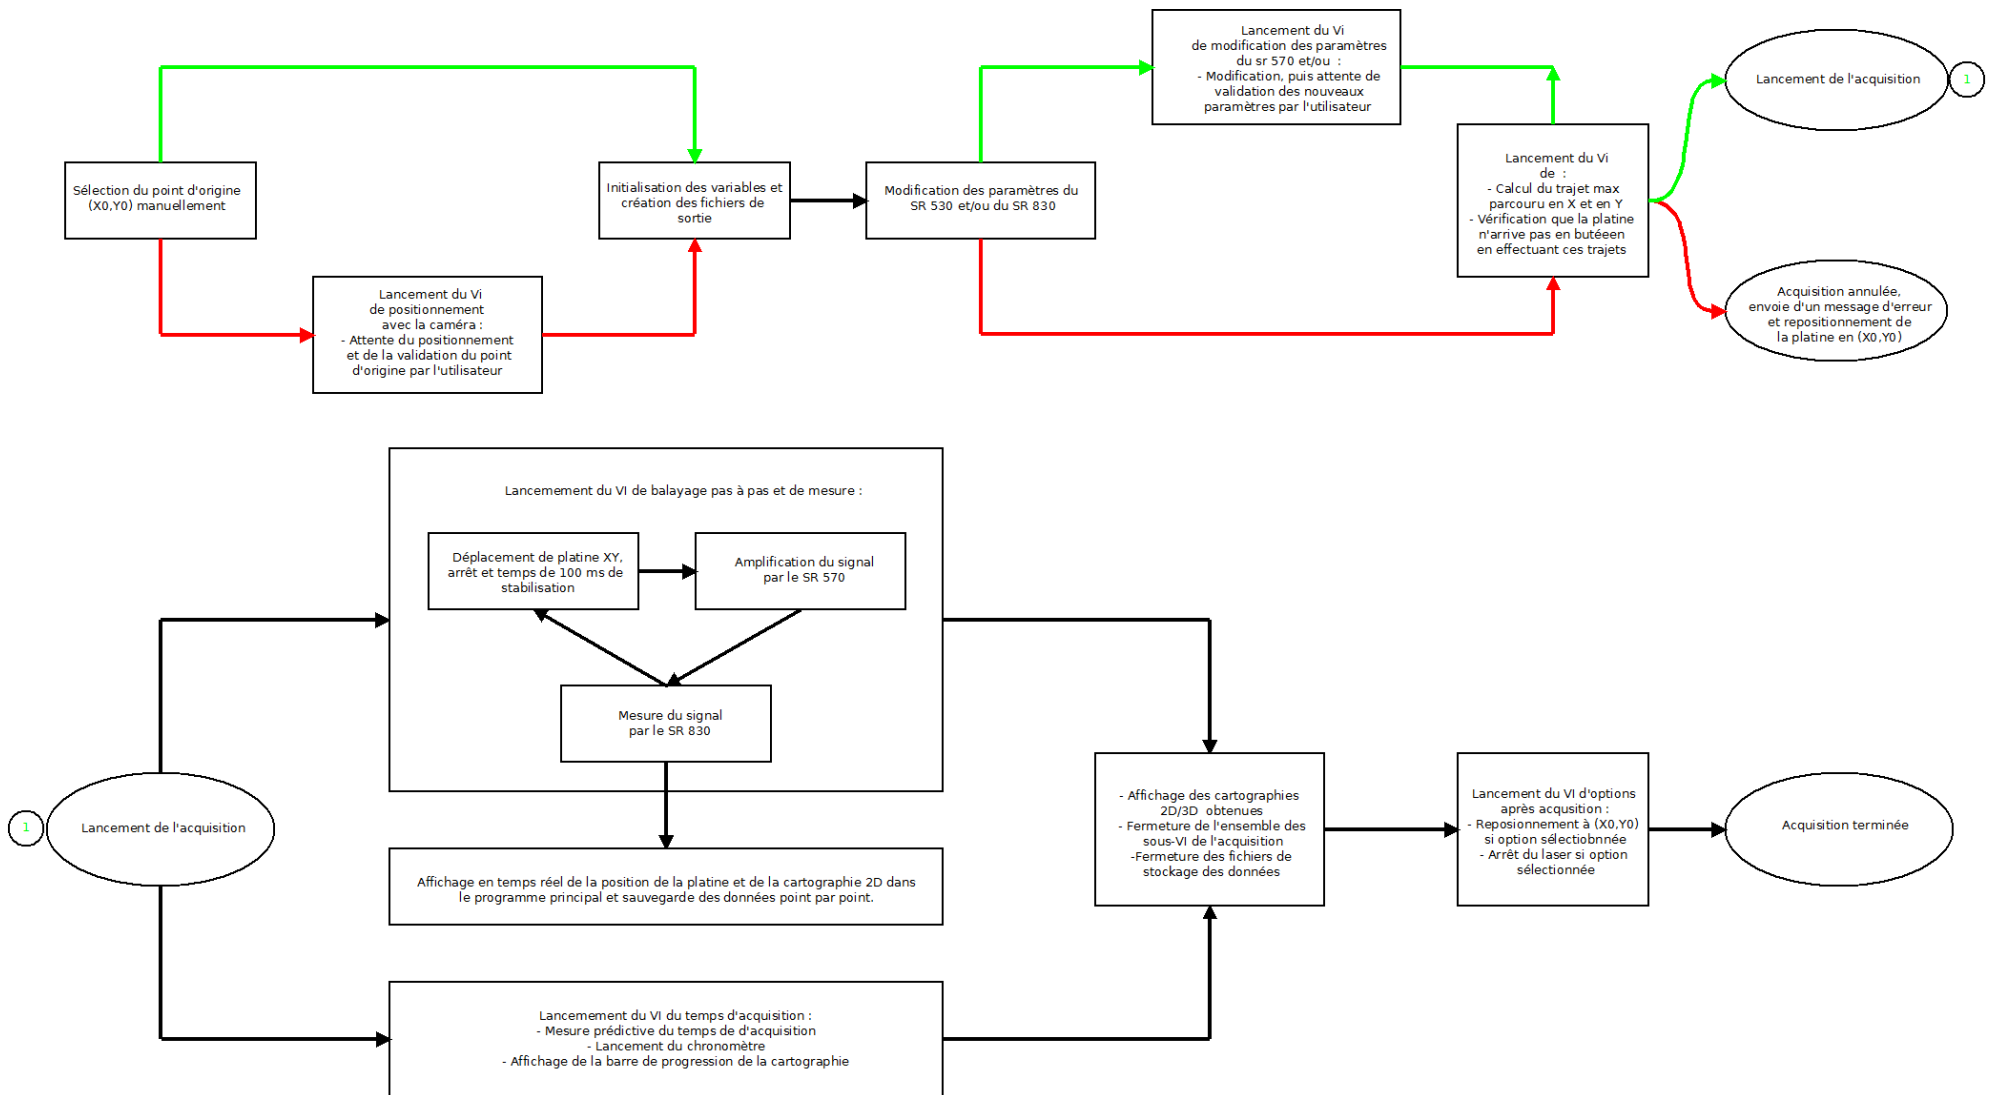 Lancement du Vi
de modification des paramètres
du sr 570 et/ou  :
- Modification, puis attente de
validation des nouveaux
paramètres par l'utilisateur
Lancement de l'acquisition
1
Sélection du point d'origine
(X0,Y0) manuellement
Initialisation des variables et
création des fichiers de
sortie
Modification des paramètres du
SR 530 et/ou du SR 830
Lancement du Vi
de  :
- Calcul du trajet max
parcouru en X et en Y
- Vérification que la platine
n'arrive pas en butéeen
en effectuant ces trajets
Lancement du Vi
de positionnement
avec la caméra :
- Attente du positionnement
et de la validation du point
d'origine par l'utilisateur
Acquisition annulée,
envoie d'un message d'erreur
et repositionnement de
la platine en (X0,Y0)
Lancemement du VI de balayage pas à pas et de mesure :
Déplacement de platine XY,
arrêt et temps de 100 ms de
stabilisation
Amplification du signal
par le SR 570
Mesure du signal
par le SR 830
1
Lancement de l'acquisition
Affichage en temps réel de la position de la platine et de la cartographie 2D dans
le programme principal et sauvegarde des données point par point.
- Affichage des cartographies
2D/3D  obtenues
- Fermeture de l'ensemble des
sous-VI de l'acquisition
-Fermeture des fichiers de
stockage des données
Lancement du VI d'options
après acqusition :
- Reposionnement à (X0,Y0)
si option sélectiobnnée
- Arrêt du laser si option
sélectionnée
Acquisition terminée
Lancemement du VI du temps d'acquisition :
- Mesure prédictive du temps de d'acquisition
- Lancement du chronomètre
- Affichage de la barre de progression de la cartographie